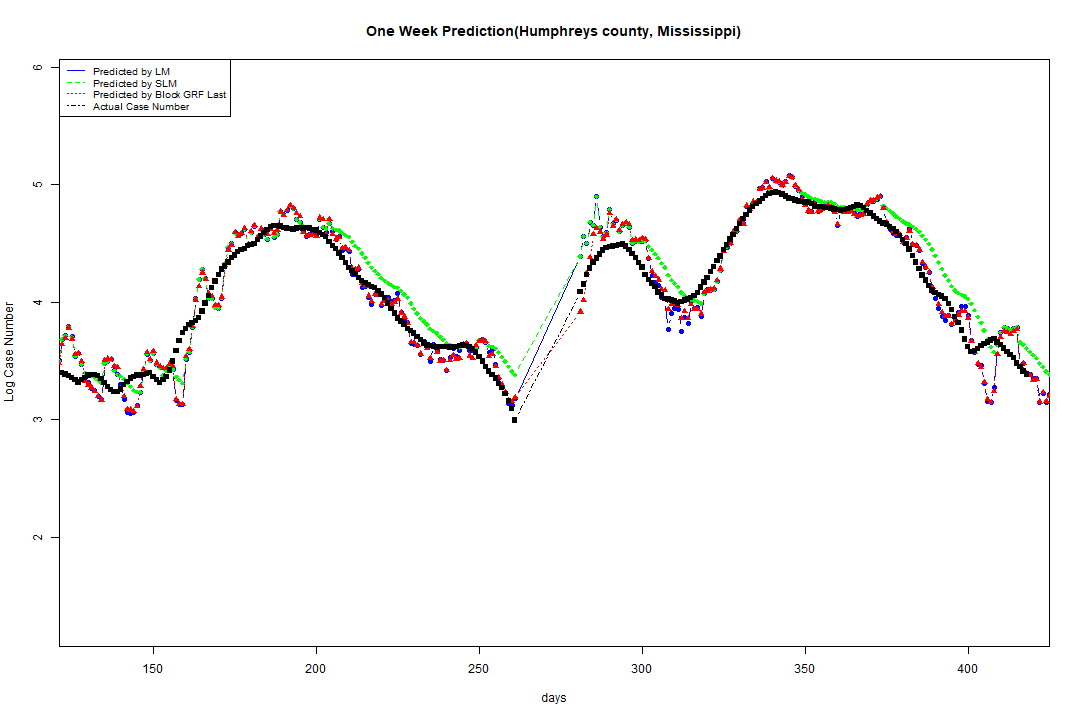 One Week Prediction(Humphreys county, Mississippi)
Predicted by LM
Predicted by SLM
Predicted by Block GRF Last
Actual Case Number
6
5
4
3
2
Log Case Number
150
200
250
300
350
400
days